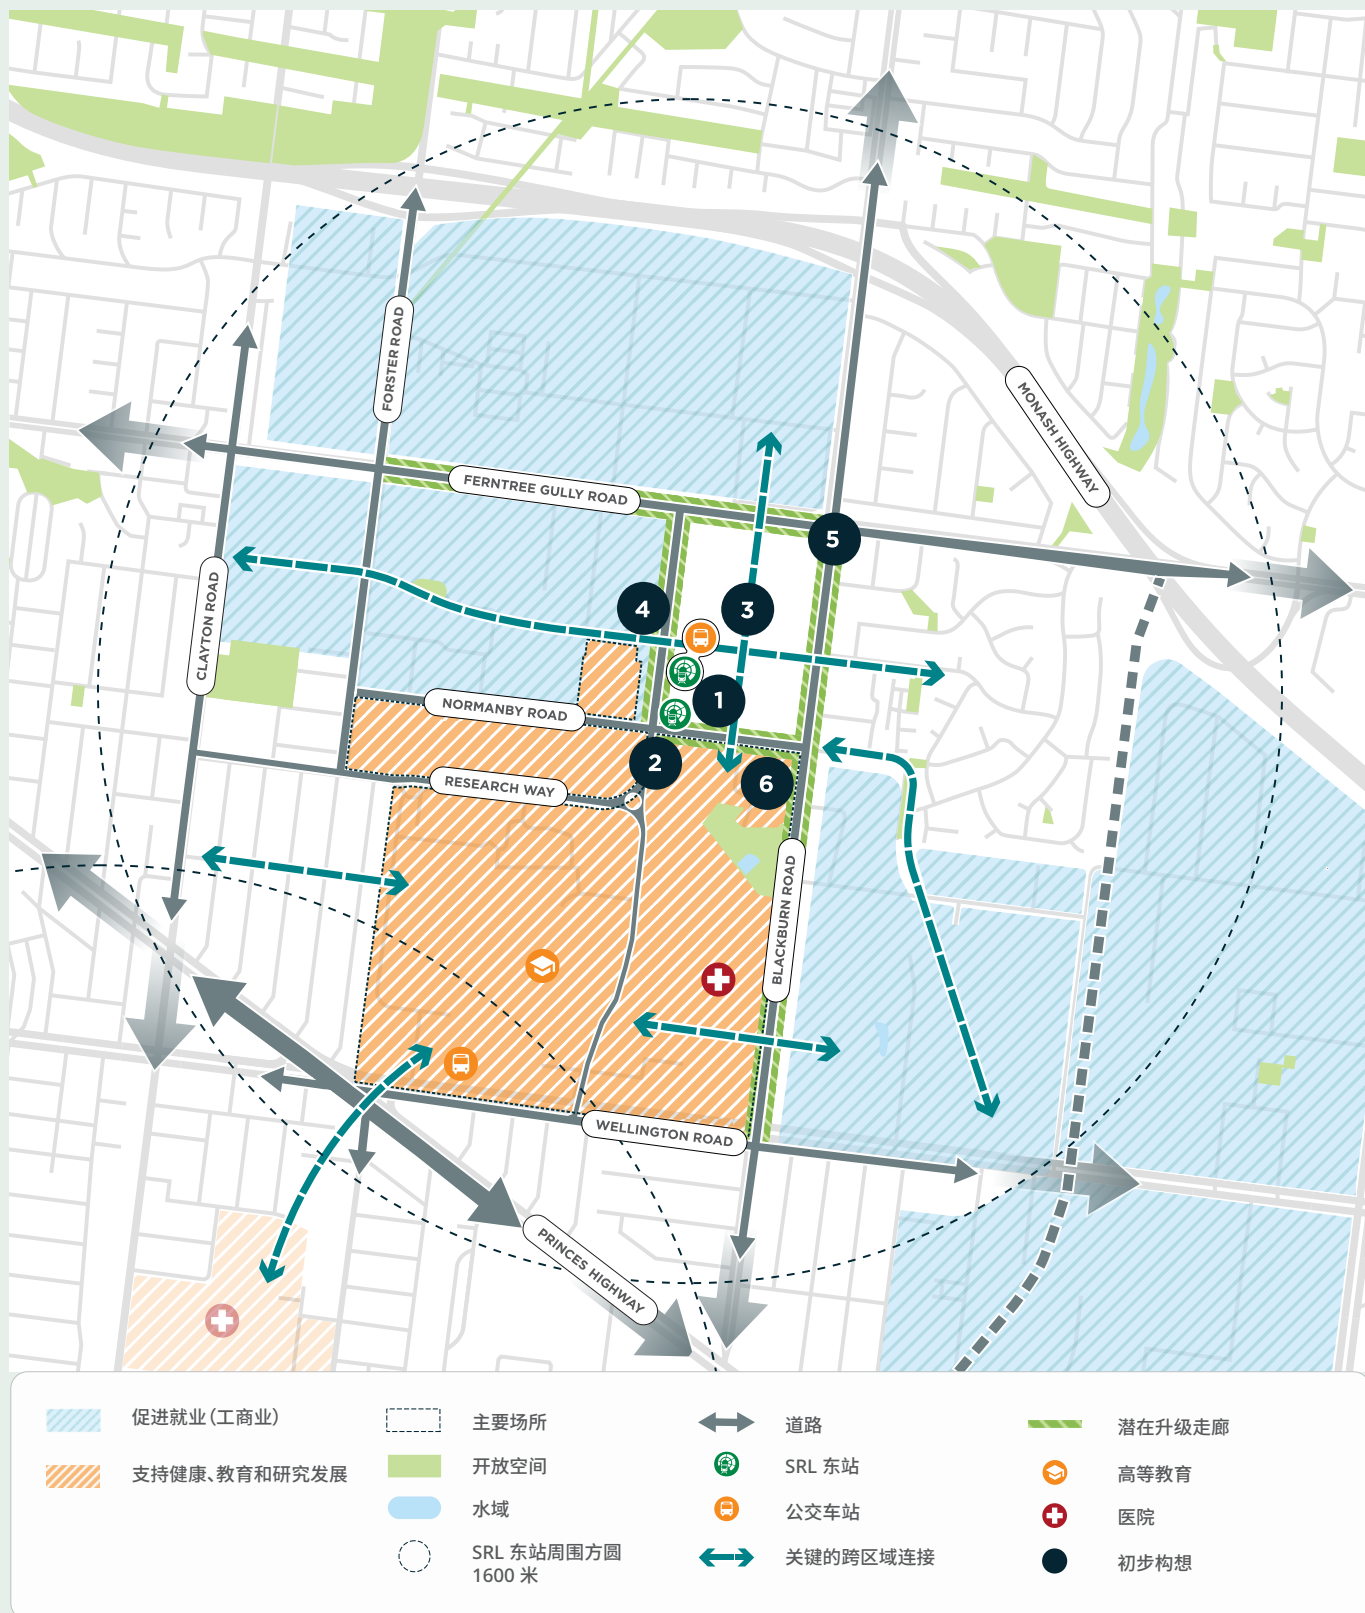 FORSTER ROAD
MONASH HIGHWAY
FERNTREE GULLY ROAD
5
CLAYTON ROAD
4
3
1
NORMANBY ROAD
2
RESEARCH WAY
6
BLACKBURN ROAD
WELLINGTON ROAD
PRINCES HIGHWAY
促进就业（工商业）
支持健康、教育和研究发展
主要场所
开放空间
水域
SRL 东站周围方圆
1600 米
道路
SRL 东站
公交车站
关键的跨区域连接
潜在升级走廊
高等教育
医院
初步构想